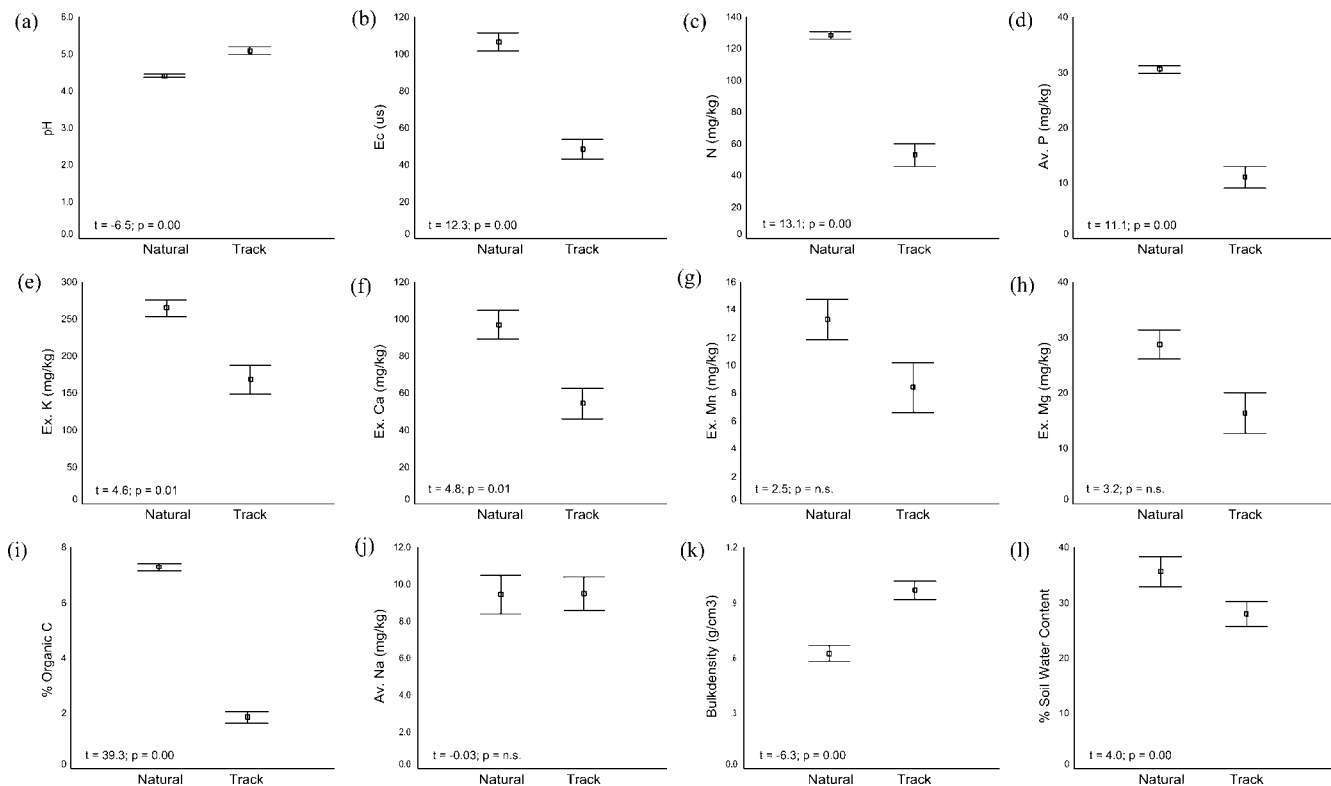 (a)
6.0
5.0
4.0
3.0
2.0
1.0
0.0
pH
t = -6.5; p = 0.00
Natural
Track
(b)
120
100
80
60
40
20
0
Ec (us)
t = 12.3; p = 0.00
Natural
Track
(c)
140
120
100
80
60
40
20
0
N (mg/kg)
t = 13.1; p = 0.00
Natural
Track
(d)
40
30
20
10
0
Av. P (mg/kg)
t = 11.1; p = 0.00
Natural
Track
(e)
300
250
200
150
100
50
0
Ex. K (mg/kg)
t = 4.6; p = 0.01
Natural
Track
(f)
120
100
80
60
40
20
0
Ex. Ca (mg/kg)
t = 4.8; p = 0.01
Natural
Track
(g)
16
14
12
10
8
6
4
2
0
Ex. Mn (mg/kg)
t = 2.5; p = n.s.
Natural
Track
(h)
40
30
20
10
0
Ex. Mg (mg/kg)
t = 3.2; p = n.s.
Natural
Track
(i)
8
6
4
2
0
% Organic C
t = 39.3; p = 0.00
Natural
Track
(j)
12.0
10.0
8.0
6.0
4.0
2.0
0.0
Av. Na (mg/kg)
t = -0.03; p = n.s.
Natural
Track
(k)
1.2
.9
.6
.3
0.0
Bulkdensity (g/cm3)
t = -6.3; p = 0.00
Natural
Track
(l)
40
30
20
10
0
% Soil Water Content
t = 4.0; p = 0.00
Natural
Track